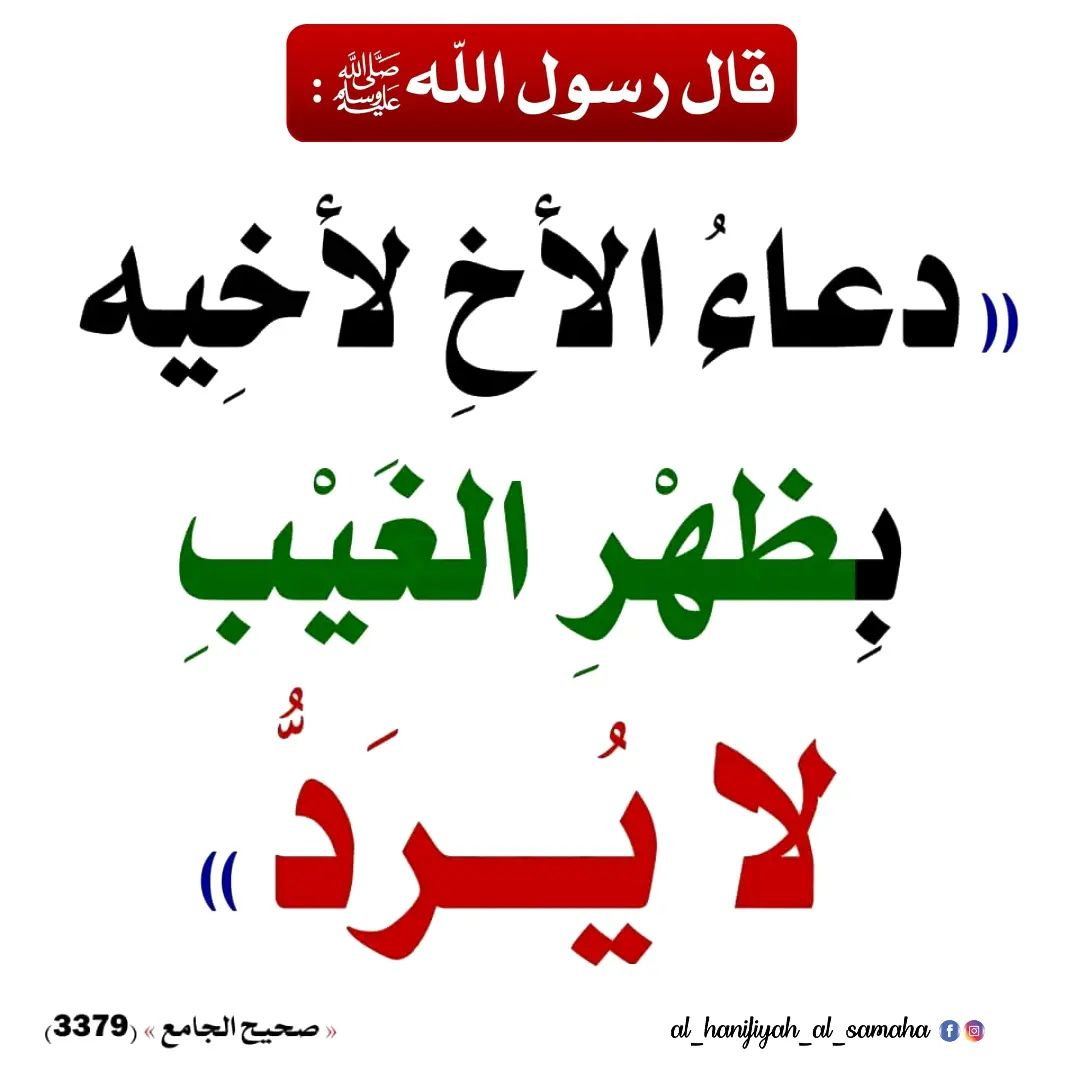 قال رسول الله ﷺ :
(( دعاءُ الأخِ لأخِيه
بِظهْرِ الغَيْبِ
لا يُـرَدُّ ))
al_hanifiyah_al_samaha
« صحيح الجامع » (3379)